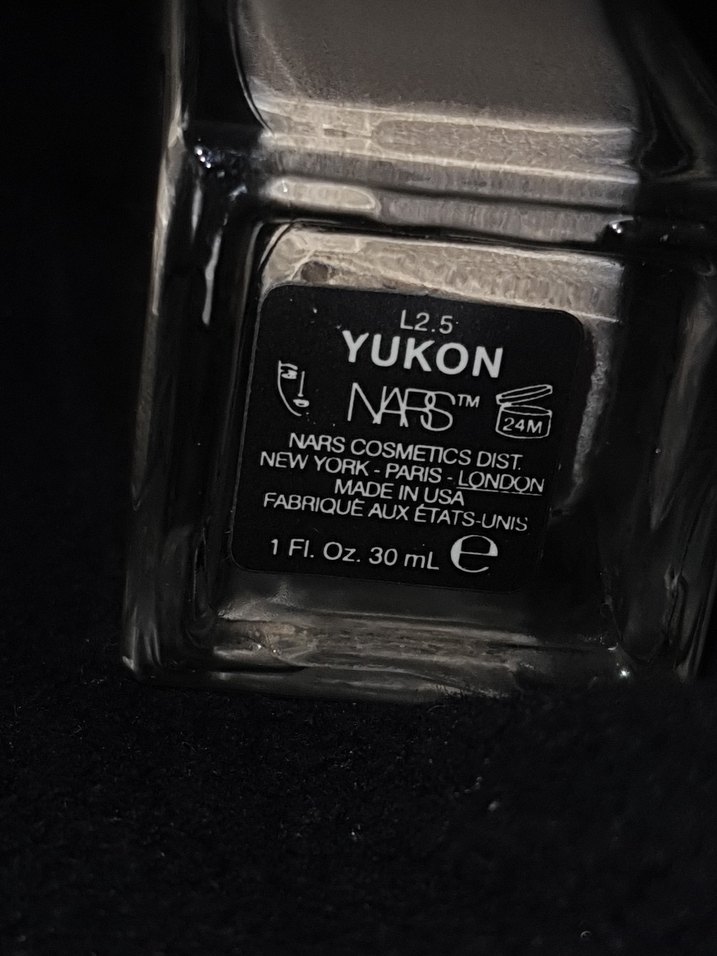 L2.5
YUKON
NARS™
24M
NARS COSMETICS DIST.
NEW YORK - PARIS - LONDON
MADE IN USA
FABRIQUÉ AUX ÉTATS-UNIS
1 Fl. Oz. 30 mL e